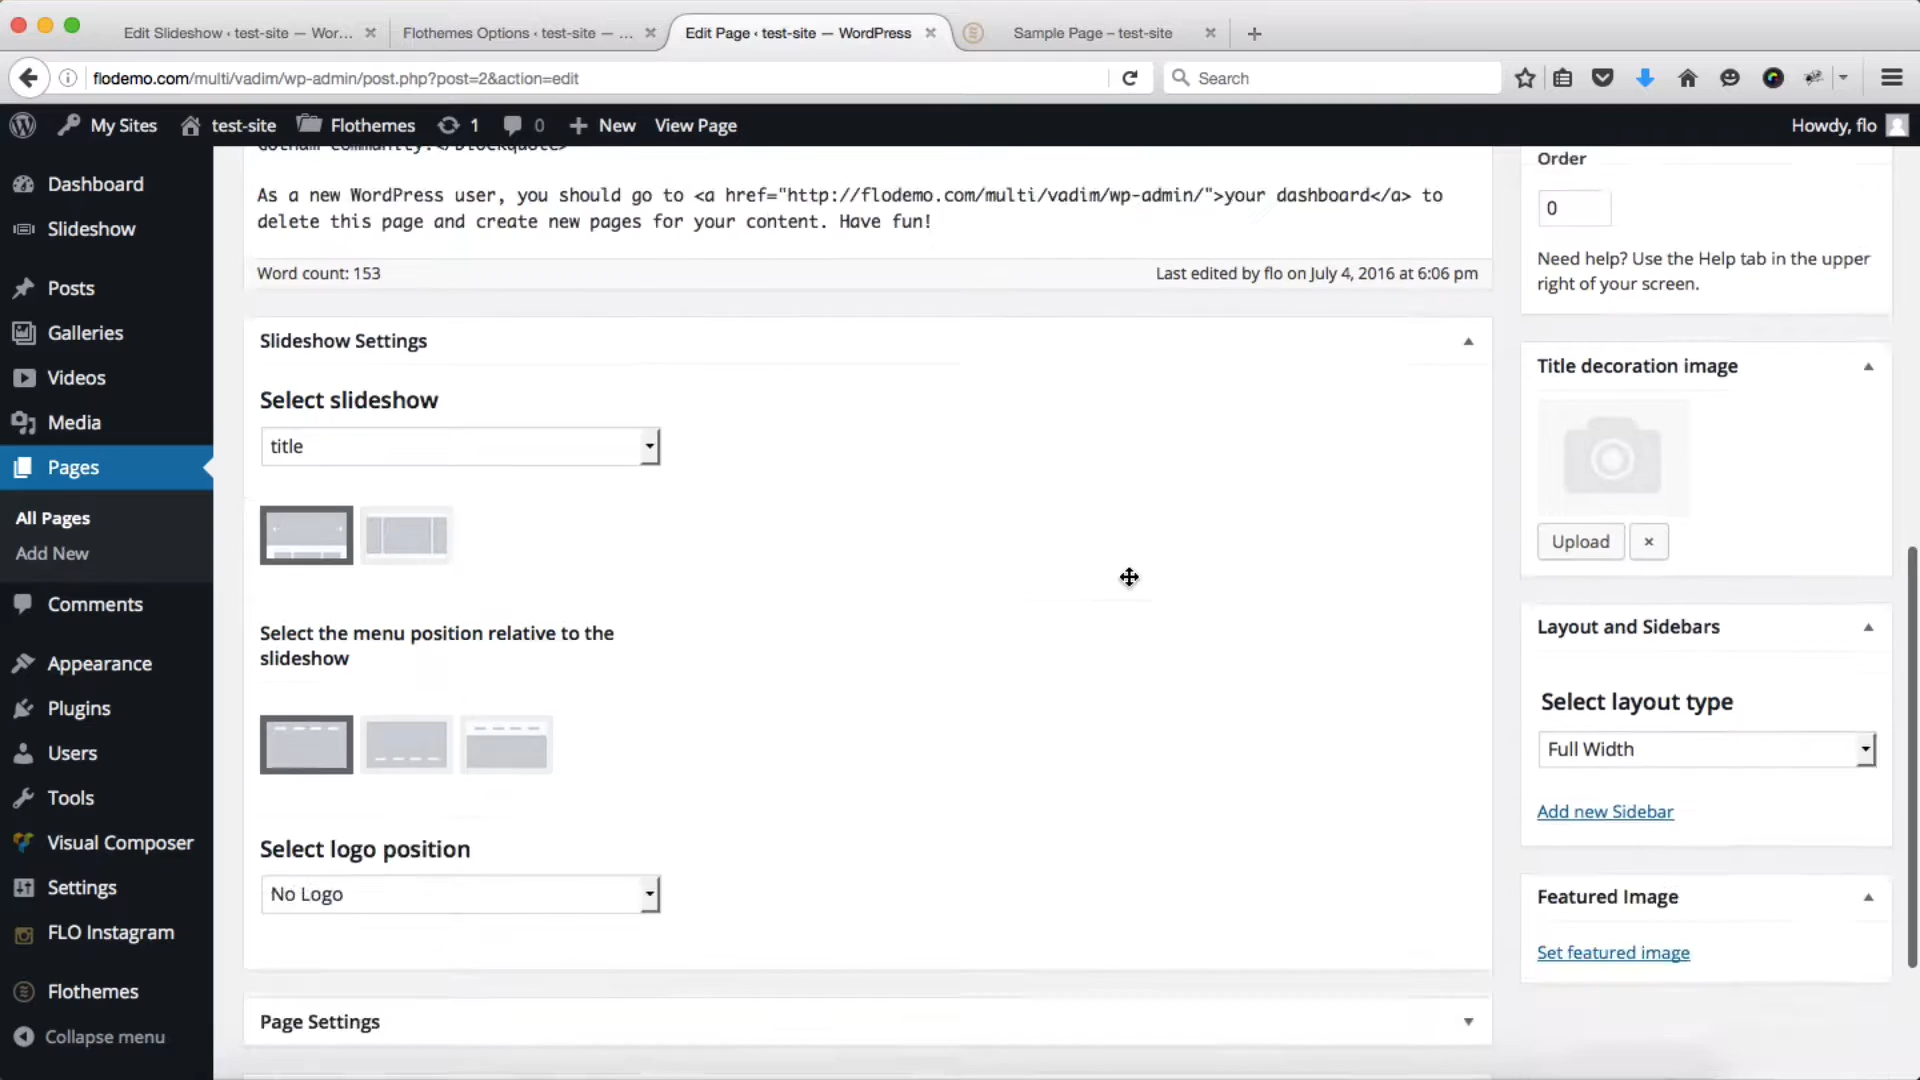 Edit Slideshow ‹ test-site — Wor...
Flothemes Options ‹ test-site — ...
Edit Page ‹ test-site — WordPress
Sample Page – test-site
flodemo.com/multi/vadim/wp-admin/post.php?post=2&action=edit
Search
My Sites
test-site
Flothemes
1
0
New
View Page
Howdy, flo
Dashboard
Slideshow
Posts
Galleries
Videos
Media
Pages
All Pages
Add New
Comments
Appearance
Plugins
Users
Tools
Visual Composer
Settings
FLO Instagram
Flothemes
Collapse menu
Gotham community.</blockquote>
As a new WordPress user, you should go to <a href="http://flodemo.com/multi/vadim/wp-admin/">your dashboard</a> to
delete this page and create new pages for your content. Have fun!
Word count: 153
Last edited by flo on July 4, 2016 at 6:06 pm
Slideshow Settings
Select slideshow
title
Select the menu position relative to the
slideshow
Select logo position
No Logo
Page Settings
Order
0
Need help? Use the Help tab in the upper
right of your screen.
Title decoration image
Upload
×
Layout and Sidebars
Select layout type
Full Width
Add new Sidebar
Featured Image
Set featured image